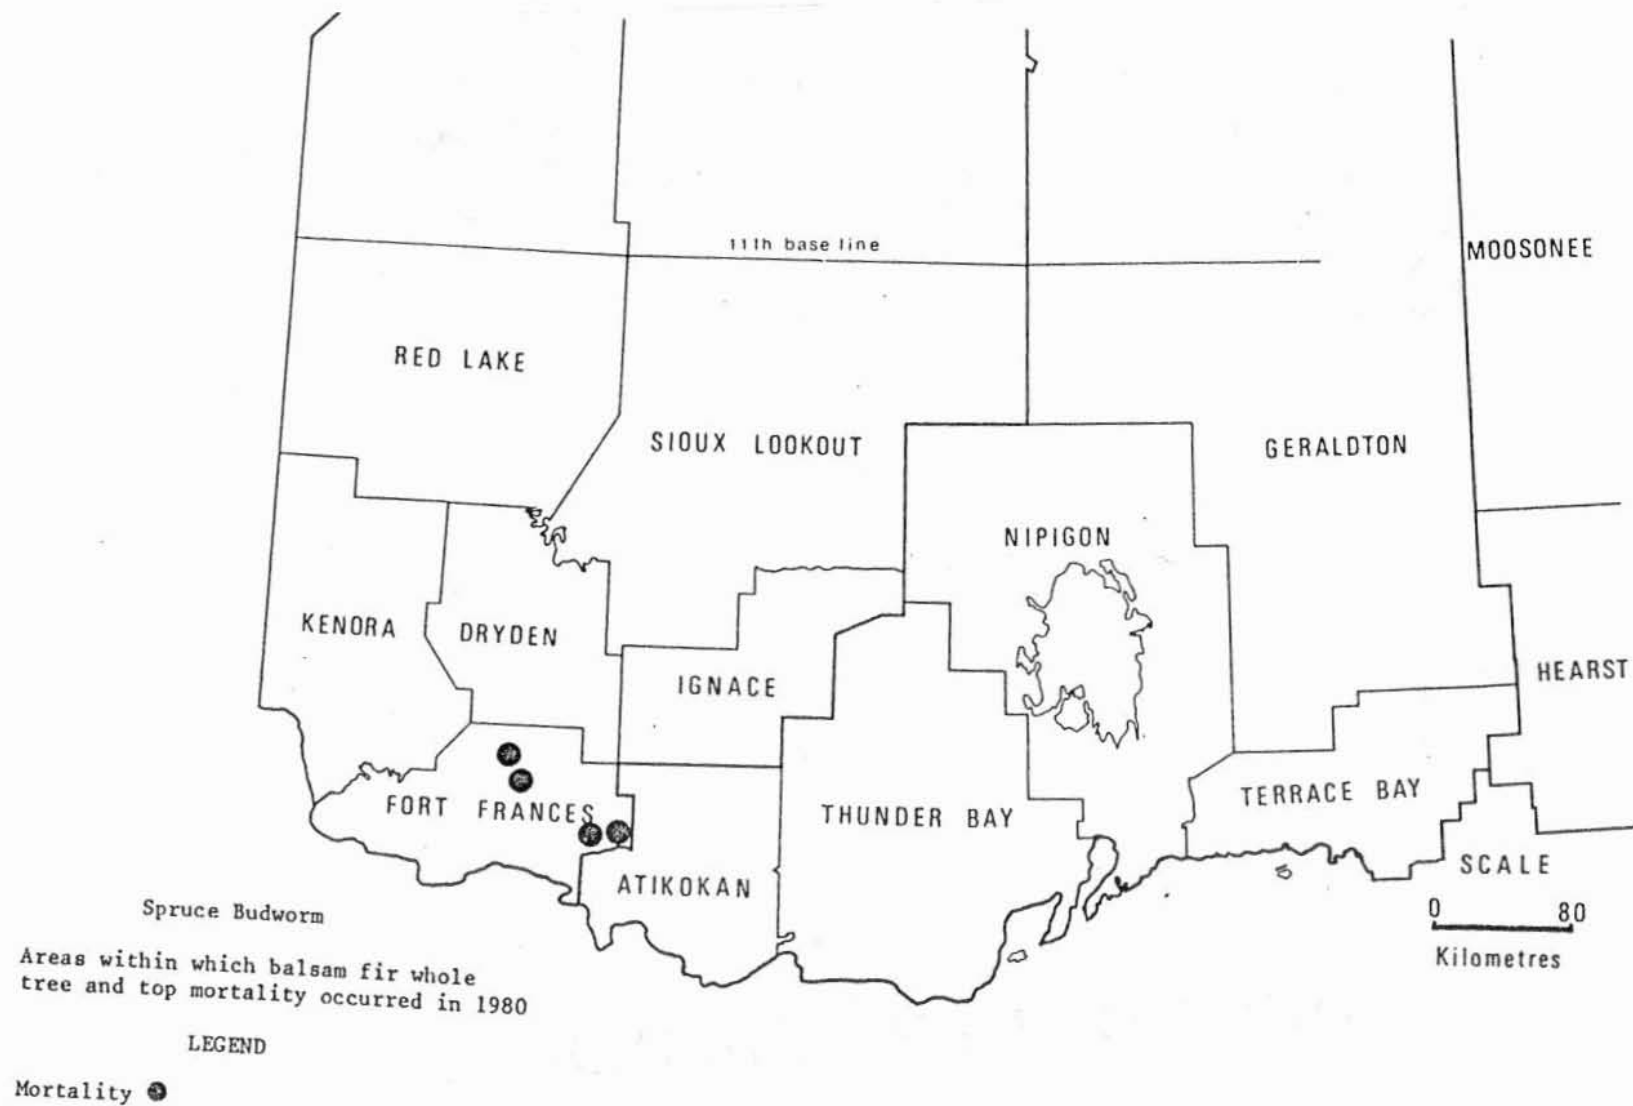 11th base line
MOOSONEE
RED LAKE
SIOUX LOOKOUT
GERALDTON
NIPIGON
KENORA
DRYDEN
IGNACE
HEARST
FORT FRANCES
THUNDER BAY
TERRACE BAY
ATIKOKAN
SCALE
0 80
Kilometres
Spruce Budworm
Areas within which balsam fir whole
tree and top mortality occurred in 1980
LEGEND
Mortality